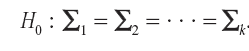 H₀ : Σ₁ = Σ₂ = · · · = Σₖ.